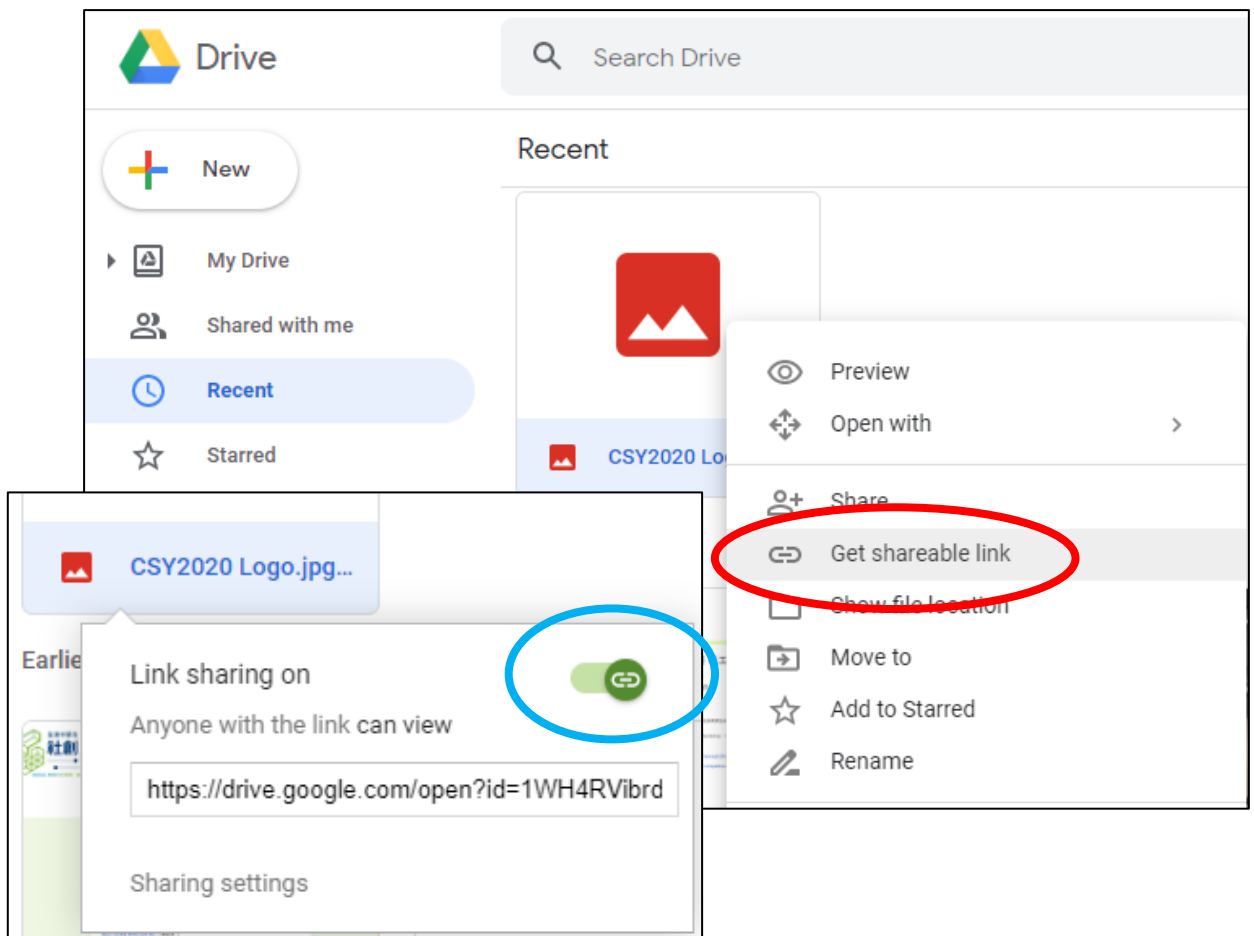 Drive
Search Drive
New
Recent
My Drive
Shared with me
Recent
Starred
CSY2020 Lo
Preview
Open with
Share
Get shareable link
Show file location
Move to
Add to Starred
Rename
CSY2020 Logo.jpg...
Earlie
Link sharing on
Anyone with the link can view
https://drive.google.com/open?id=1WH4RVibrd
Sharing settings
社創